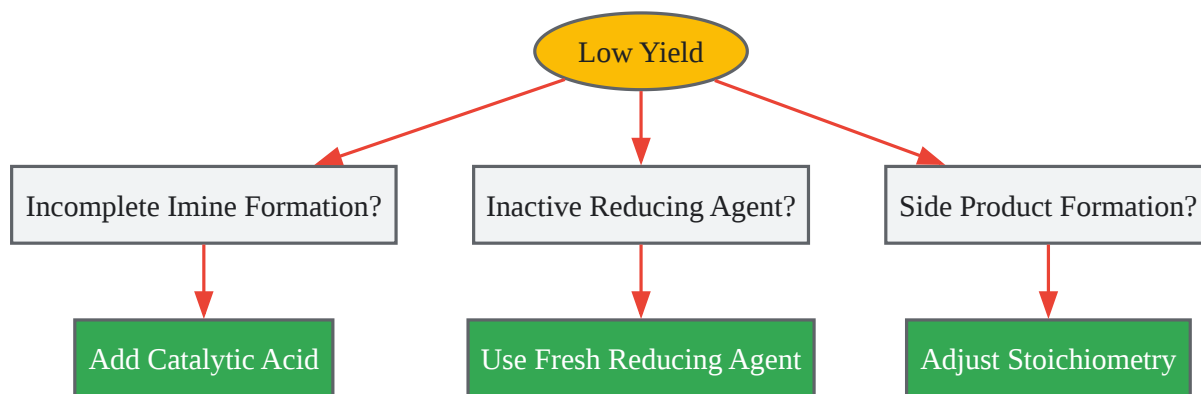 Low Yield
Incomplete Imine Formation?
Inactive Reducing Agent?
Side Product Formation?
Add Catalytic Acid
Use Fresh Reducing Agent
Adjust Stoichiometry